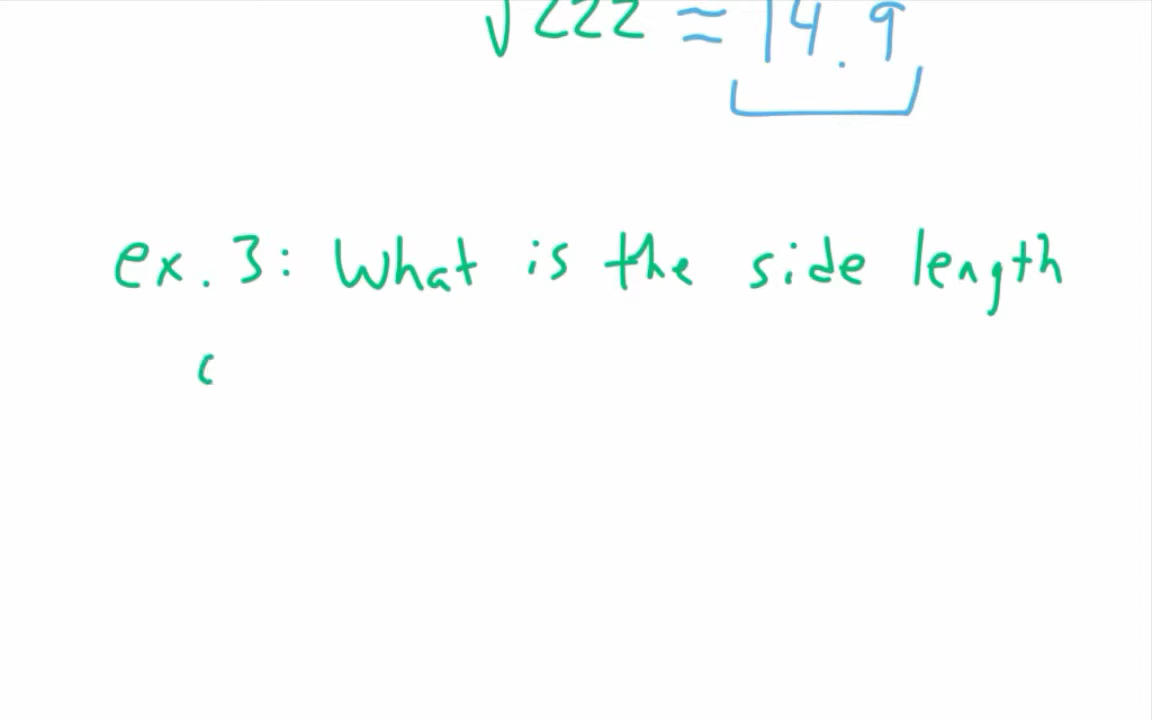 √222 ≈ 14.9
ex. 3: What is the side length